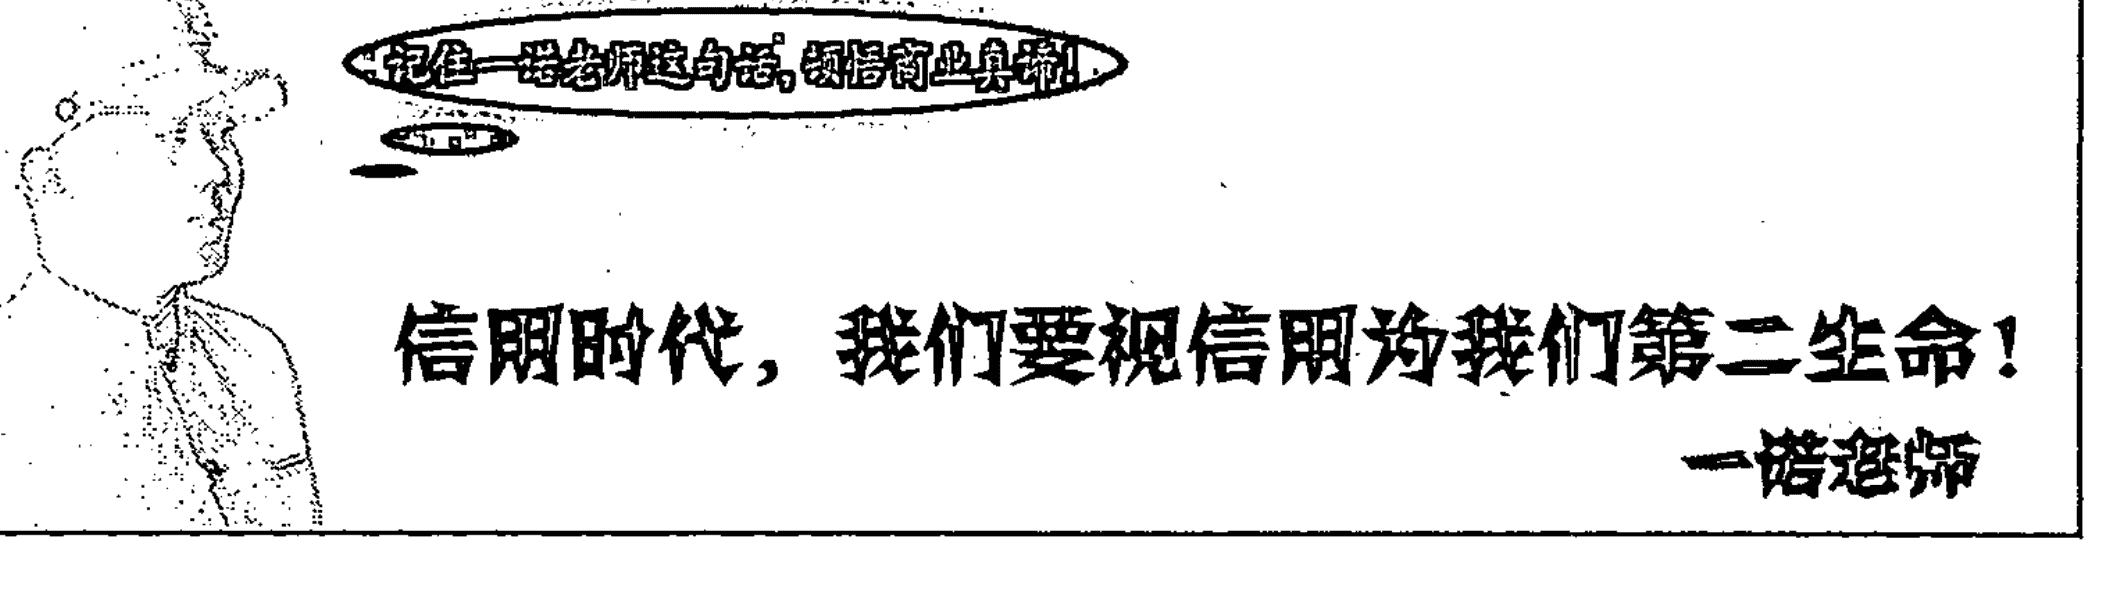 记住一诺老师这句话,领悟商业真谛!
信用时代，我们要视信用为我们第二生命！
一诺老师